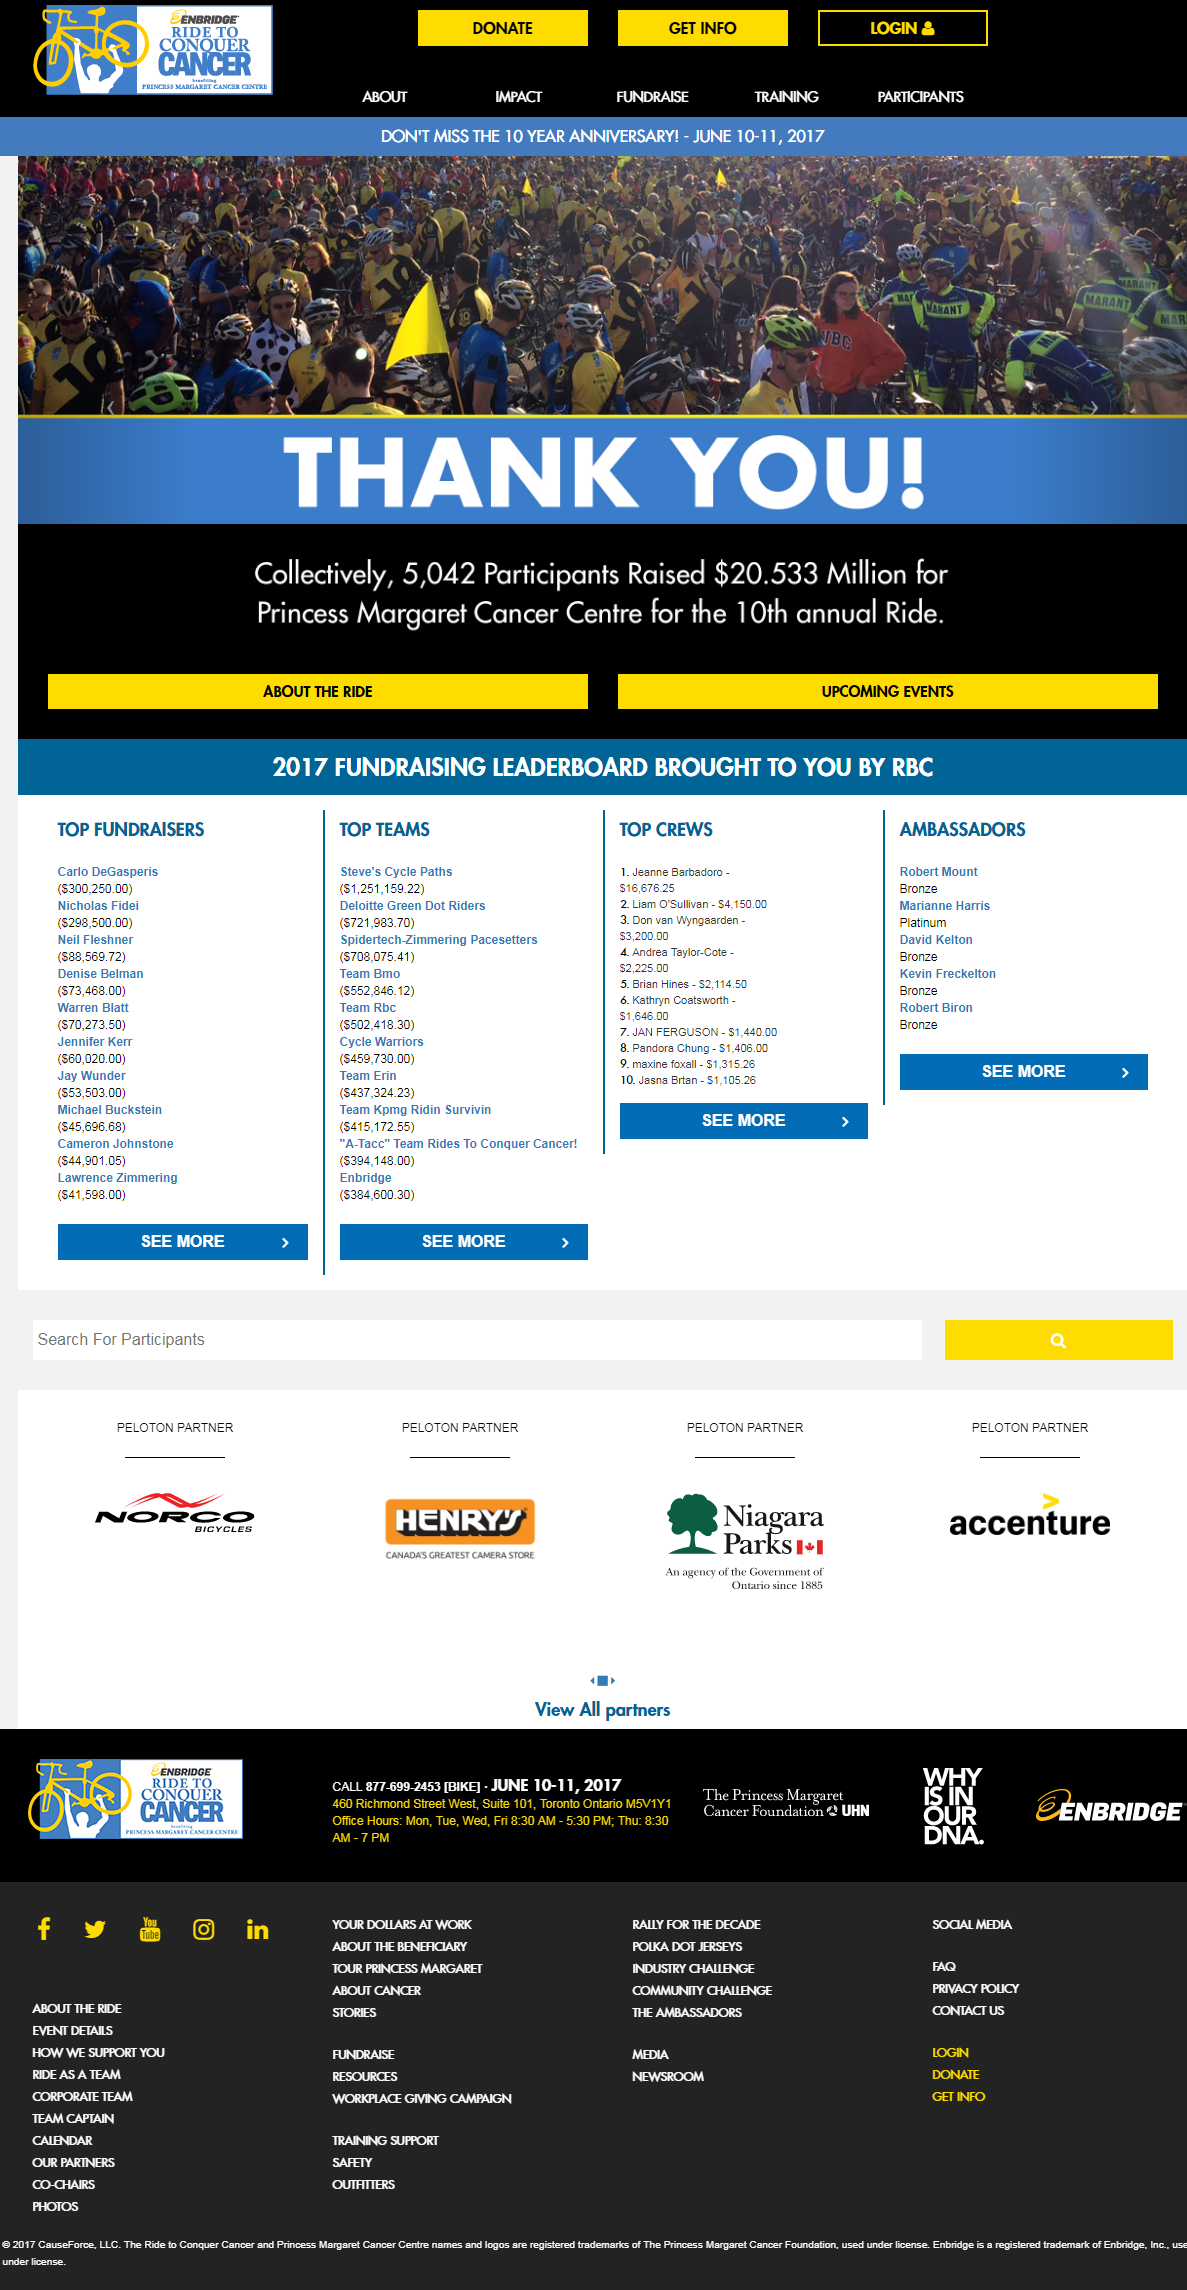 ENBRIDGE
RIDE TO
CONQUER
CANCER
benefiting
PRINCESS MARGARET CANCER CENTRE
DONATE
GET INFO
LOGIN
ABOUT
IMPACT
FUNDRAISE
TRAINING
PARTICIPANTS
DON'T MISS THE 10 YEAR ANNIVERSARY! - JUNE 10-11, 2017
THANK YOU!
Collectively, 5,042 Participants Raised $20.533 Million for
Princess Margaret Cancer Centre for the 10th annual Ride.
ABOUT THE RIDE
UPCOMING EVENTS
2017 FUNDRAISING LEADERBOARD BROUGHT TO YOU BY RBC
TOP FUNDRAISERS
Carlo DeGasperis
($300,250.00)
Nicholas Fidei
($298,500.00)
Neil Fleshner
($88,569.72)
Denise Belman
($73,468.00)
Warren Blatt
($70,273.50)
Jennifer Kerr
($60,020.00)
Jay Wunder
($53,503.00)
Michael Buckstein
($45,696.68)
Cameron Johnstone
($44,901.05)
Lawrence Zimmering
($41,598.00)
SEE MORE
TOP TEAMS
Steve's Cycle Paths
($1,251,159.22)
Deloitte Green Dot Riders
($721,983.70)
Spidertech-Zimmering Pacesetters
($708,075.41)
Team Bmo
($552,846.12)
Team Rbc
($502,418.30)
Cycle Warriors
($459,730.00)
Team Erin
($437,324.23)
Team Kpmg Ridin Survivin
($415,172.55)
"A-Tacc" Team Rides To Conquer Cancer!
($394,148.00)
Enbridge
($384,600.30)
SEE MORE
TOP CREWS
1. Jeanne Barbadoro -
$16,676.25
2. Liam O'Sullivan - $4,150.00
3. Don van Wyngaarden -
$3,200.00
4. Andrea Taylor-Cote -
$2,225.00
5. Brian Hines - $2,114.50
6. Kathryn Coatsworth -
$1,646.00
7. JAN FERGUSON - $1,440.00
8. Pandora Chung - $1,406.00
9. maxine foxall - $1,315.26
10. Jasna Brtan - $1,105.26
SEE MORE
AMBASSADORS
Robert Mount
Bronze
Marianne Harris
Platinum
David Kelton
Bronze
Kevin Freckelton
Bronze
Robert Biron
Bronze
SEE MORE
Search For Participants
PELOTON PARTNER
NORCO
BICYCLES
PELOTON PARTNER
HENRY'S
CANADA'S GREATEST CAMERA STORE
PELOTON PARTNER
Niagara
Parks
An agency of the Government of
Ontario since 1885
PELOTON PARTNER
accenture
View All partners
ENBRIDGE
RIDE TO
CONQUER
CANCER
benefiting
PRINCESS MARGARET CANCER CENTRE
CALL 877-699-2453 [BIKE] · JUNE 10-11, 2017
460 Richmond Street West, Suite 101, Toronto Ontario M5V1Y1
Office Hours: Mon, Tue, Wed, Fri 8:30 AM - 5:30 PM; Thu: 8:30
AM - 7 PM
The Princess Margaret
Cancer Foundation UHN
WHY
IS IN
OUR
DNA.
ENBRIDGE
ABOUT THE RIDE
EVENT DETAILS
HOW WE SUPPORT YOU
RIDE AS A TEAM
CORPORATE TEAM
TEAM CAPTAIN
CALENDAR
OUR PARTNERS
CO-CHAIRS
PHOTOS
YOUR DOLLARS AT WORK
ABOUT THE BENEFICIARY
TOUR PRINCESS MARGARET
ABOUT CANCER
STORIES
FUNDRAISE
RESOURCES
WORKPLACE GIVING CAMPAIGN
TRAINING SUPPORT
SAFETY
OUTFITTERS
RALLY FOR THE DECADE
POLKA DOT JERSEYS
INDUSTRY CHALLENGE
COMMUNITY CHALLENGE
THE AMBASSADORS
MEDIA
NEWSROOM
SOCIAL MEDIA
FAQ
PRIVACY POLICY
CONTACT US
LOGIN
DONATE
GET INFO
© 2017 CauseForce, LLC. The Ride to Conquer Cancer and Princess Margaret Cancer Centre names and logos are registered trademarks of The Princess Margaret Cancer Foundation, used under license. Enbridge is a registered trademark of Enbridge, Inc.,
under license.